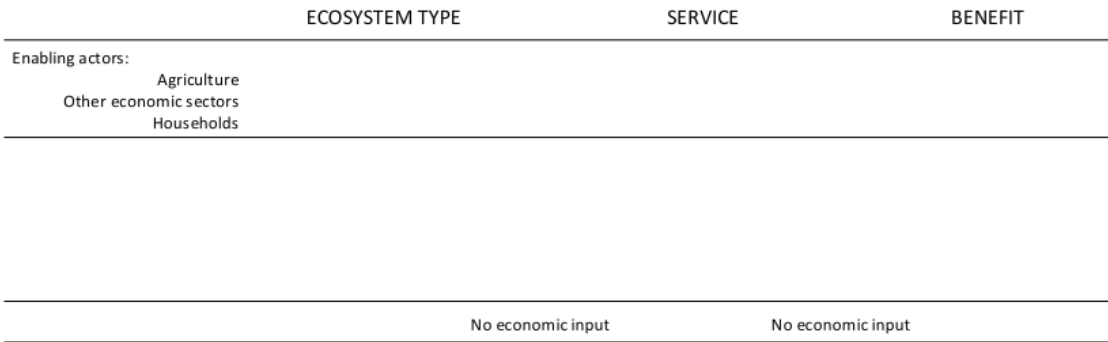 ECOSYSTEM TYPE SERVICE BENEFIT
Enabling actors:
Agriculture
Other economic sectors
Households
No economic input No economic input